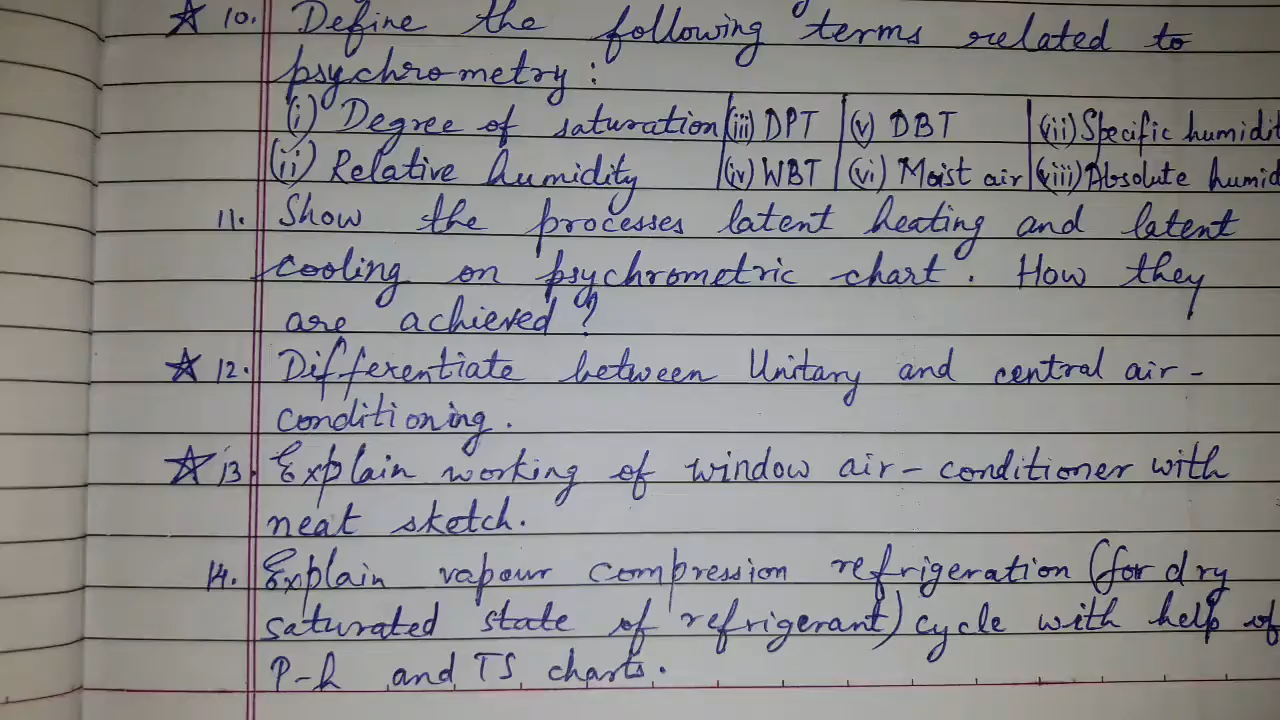 ☆ 10. Define the following terms related to
psychrometry:
(i) Degree of saturation (iii) DPT (v) DBT (vii) Specific humidit
(ii) Relative humidity (iv) WBT (vi) Moist air (viii) Absolute humid
11. Show the processes latent heating and latent
cooling on psychrometric chart. How they
are achieved?
☆ 12. Differentiate between Unitary and central air-
conditioning.
☆ 13. Explain working of window air-conditioner with
neat sketch.
14. Explain vapour compression refrigeration (for dry
saturated state of refrigerant) cycle with help of
P-h and TS charts.